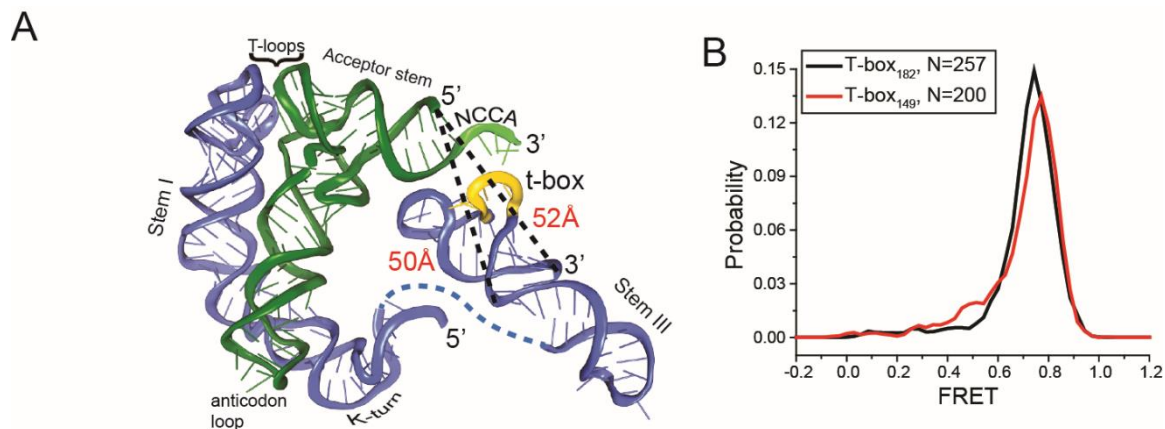 A
T-loops
Acceptor stem
5’
NCCA
3’
t-box
52Å
50Å
3’
Stem I
Stem III
5’
K-turn
anticodon
loop
B
T-box182, N=257
T-box149, N=200
Probability
0.15
0.12
0.09
0.06
0.03
0.00
-0.2 0.0 0.2 0.4 0.6 0.8 1.0 1.2
FRET